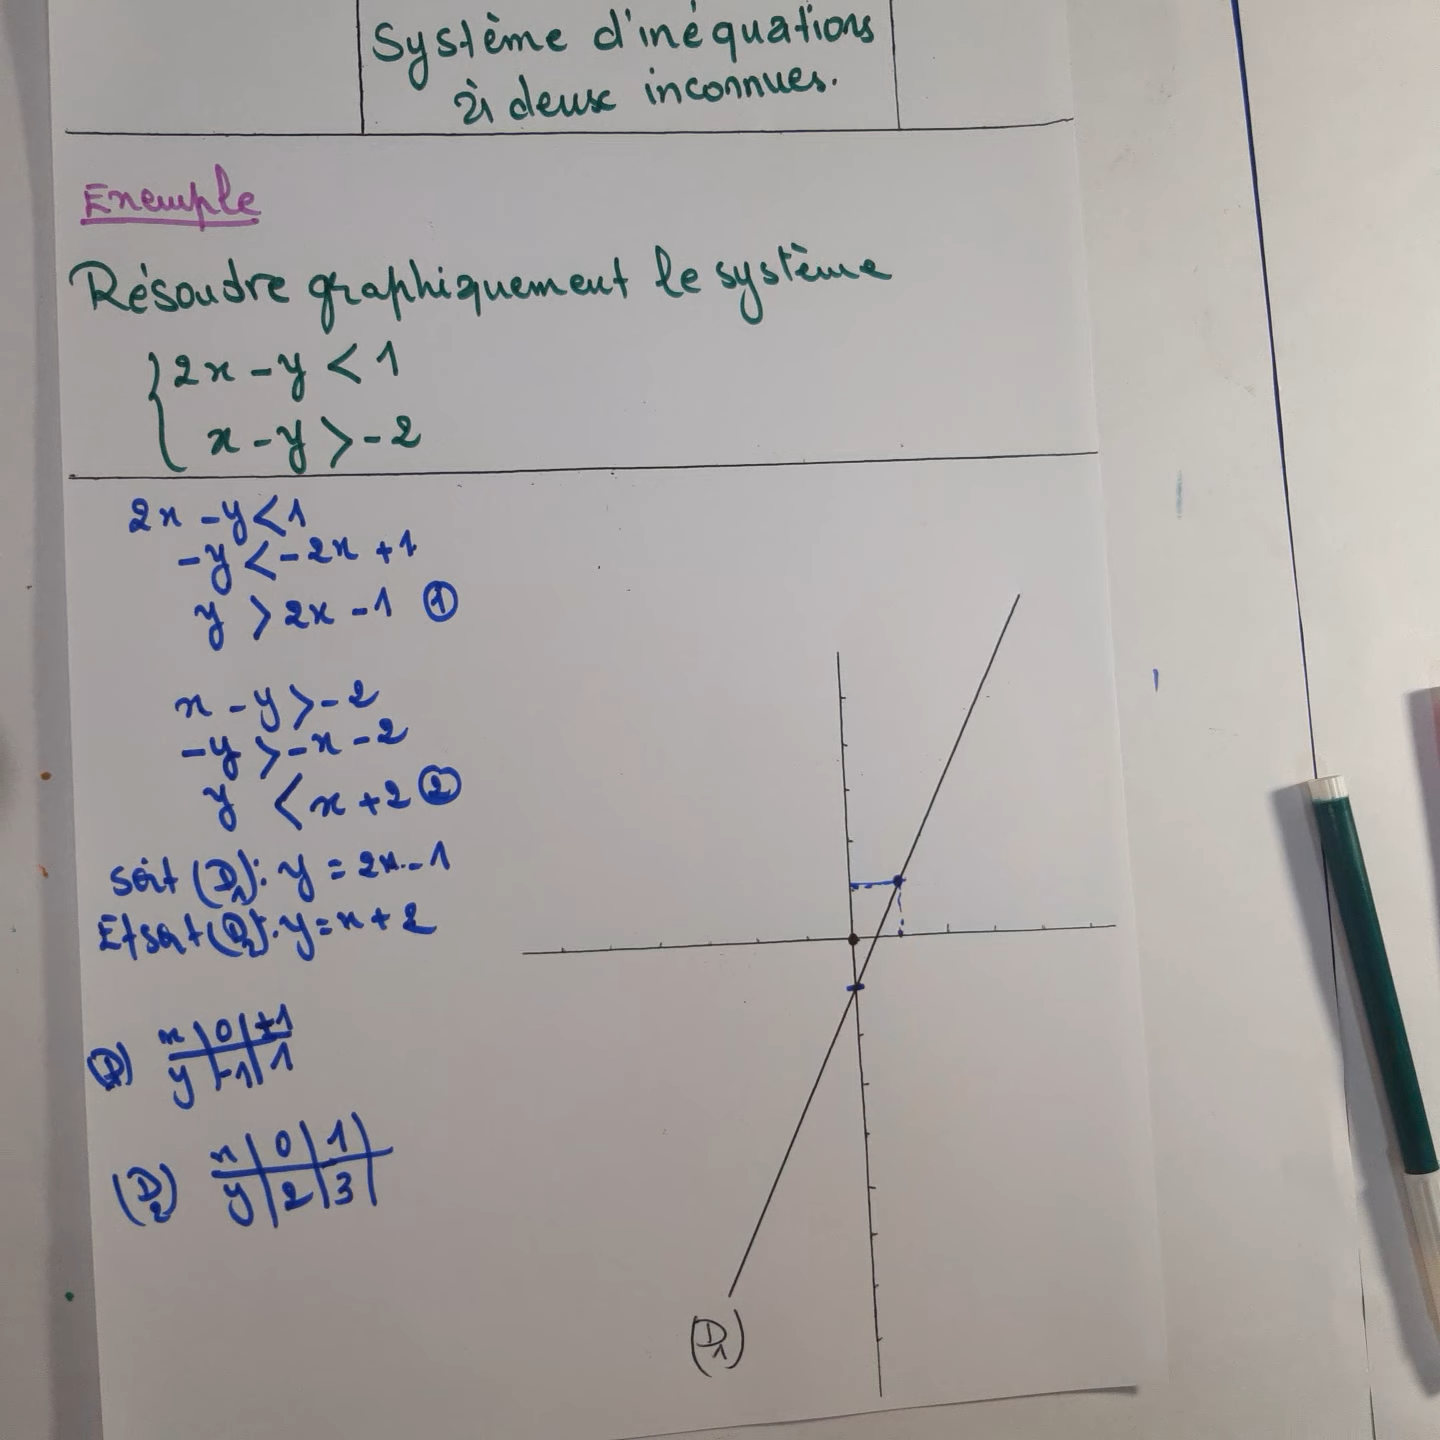 Système d'inéquations
à deux inconnues.
Exemple
Résoudre graphiquement le système
2x - y < 1
x - y > -2
2x - y < 1
-y < -2x + 1
y > 2x - 1 ①
x - y > -2
-y > -x - 2
y < x + 2 ②
soit (D1): y = 2x - 1
Et soit (D2): y = x + 2
(D1) x | 0 | +1
y | -1 | 1
(D2) x | 0 | 1 |
y | 2 | 3 |
(D1)